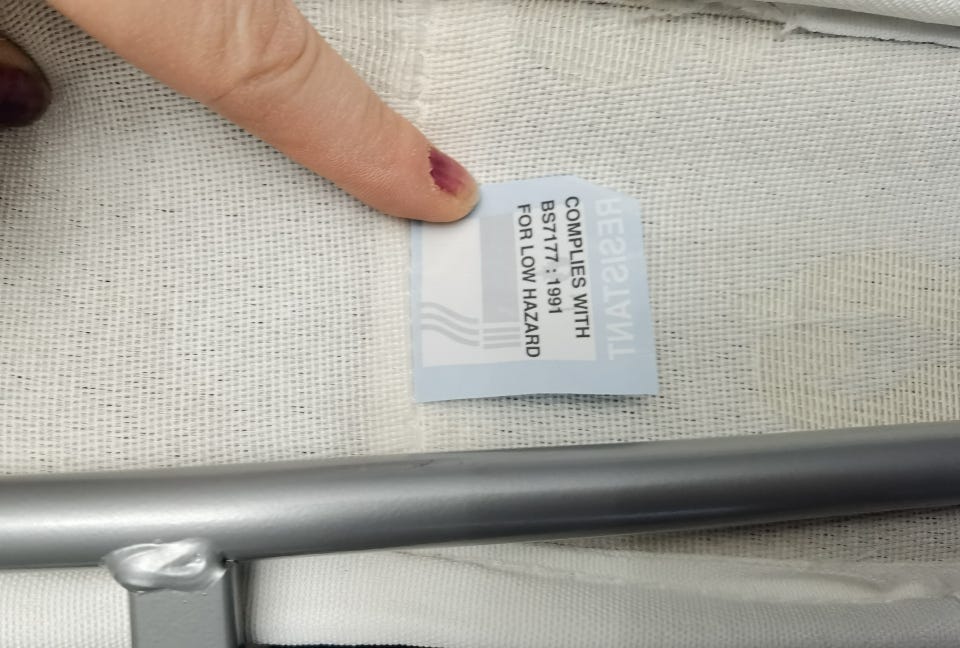 COMPLIES WITH
BS7177 : 1991
FOR LOW HAZARD
RESISTANT